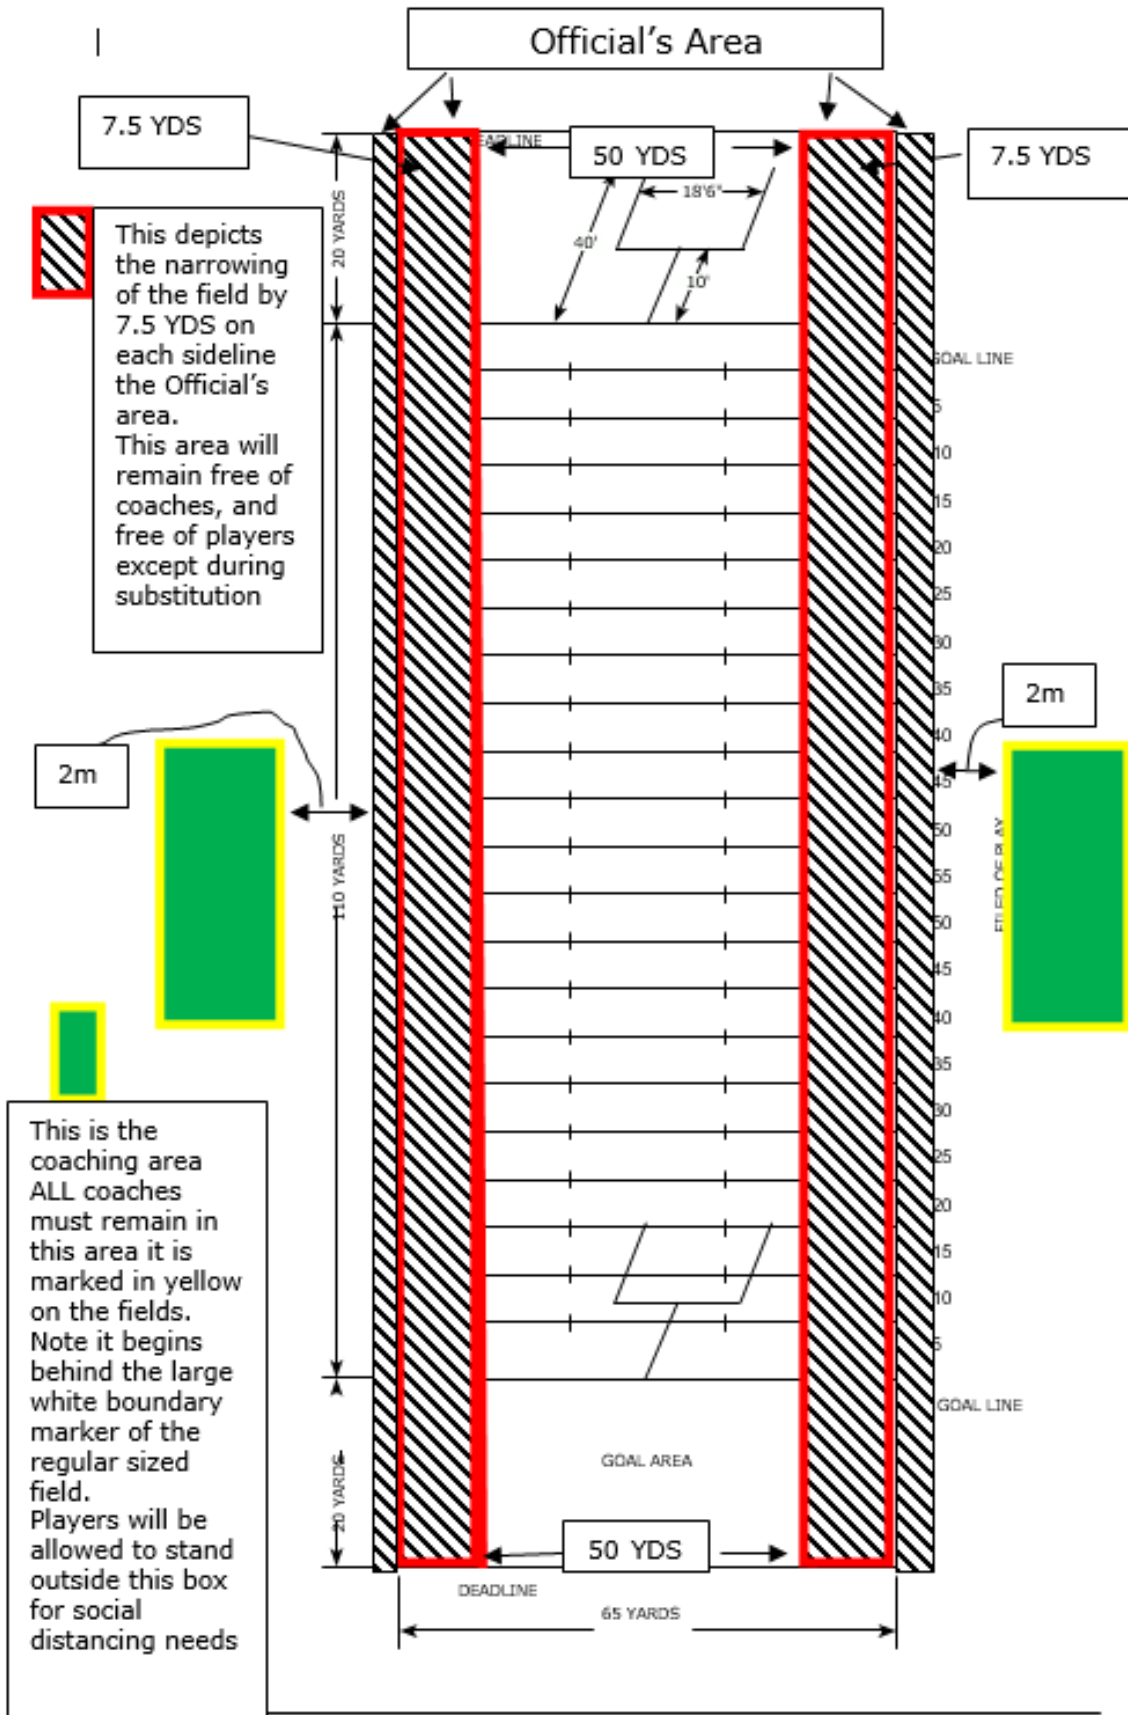 Official's Area
7.5 YDS
DEADLINE
50 YDS
7.5 YDS
18'6"
40'
10'
20 YARDS
This depicts
the narrowing
of the field by
7.5 YDS on
each sideline
the Official's
area.
This area will
remain free of
coaches, and
free of players
except during
substitution
GOAL LINE
5
10
15
20
25
30
35
40
45
50
55
50
45
40
35
30
25
20
15
10
5
GOAL LINE
2m
2m
110 YARDS
This is the
coaching area
ALL coaches
must remain in
this area it is
marked in yellow
on the fields.
Note it begins
behind the large
white boundary
marker of the
regular sized
field.
Players will be
allowed to stand
outside this box
for social
distancing needs
20 YARDS
GOAL AREA
50 YDS
DEADLINE
65 YARDS